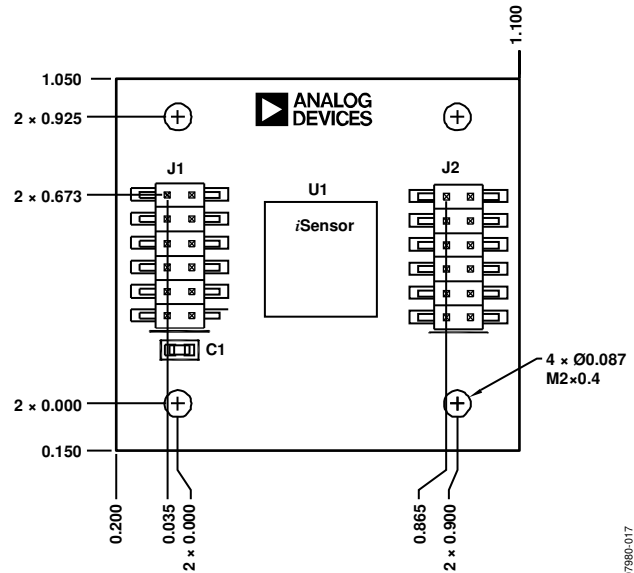 1.100
1.050
2 × 0.925
ANALOG
DEVICES
J1
J2
2 × 0.673
U1
iSensor
C1
4 × Ø0.087
M2×0.4
2 × 0.000
0.150
0.200
0.035
2 × 0.000
0.865
2 × 0.900